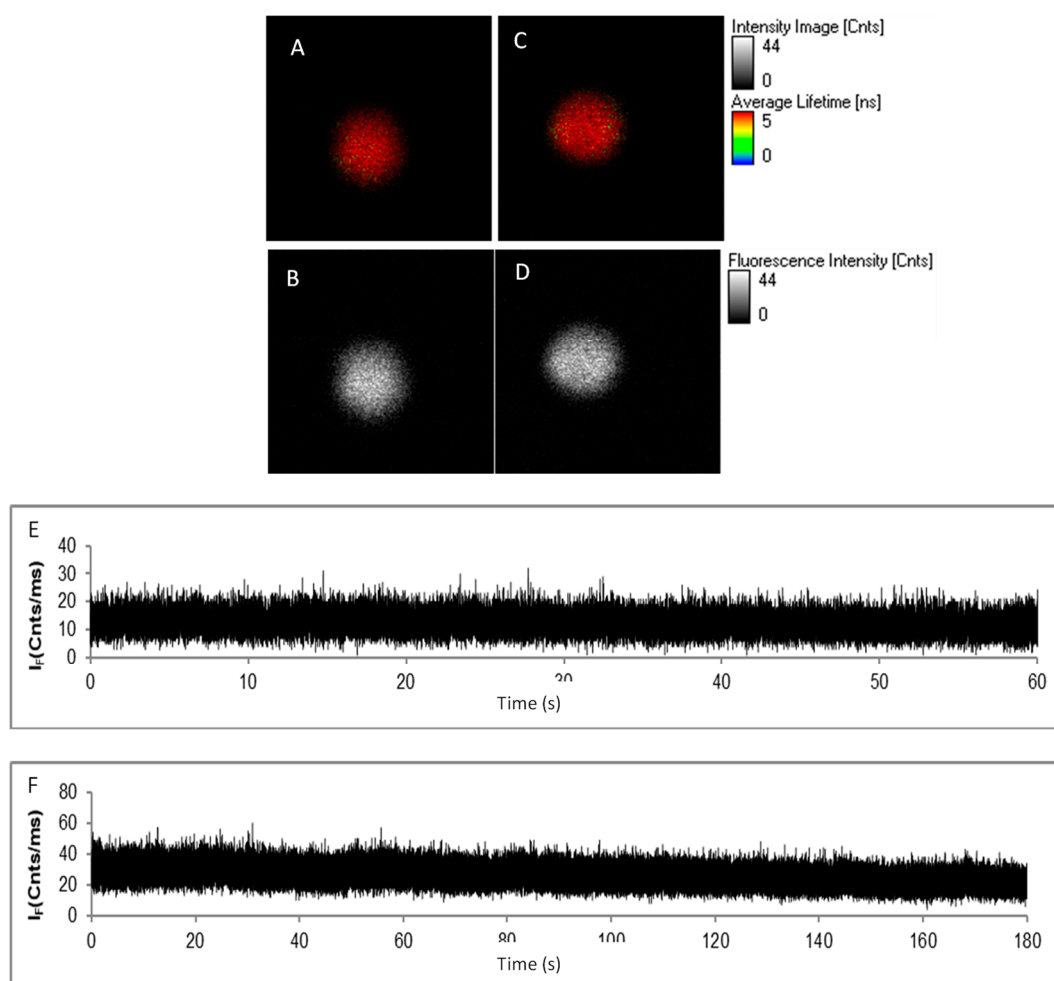 A
C
Intensity Image [Cnts]
44
0
Average Lifetime [ns]
5
0
B
D
Fluorescence Intensity [Cnts]
44
0
E
I_F(Cnts/ms)
40
30
20
10
0
0 10 20 30 40 50 60
Time (s)
F
I_F(Cnts/ms)
80
60
40
20
0
0 20 40 60 80 100 120 140 160 180
Time (s)